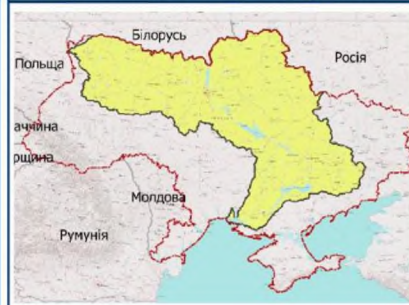 Білорусь
Росія
Польща
аччина
рщина
Молдова
Румунія